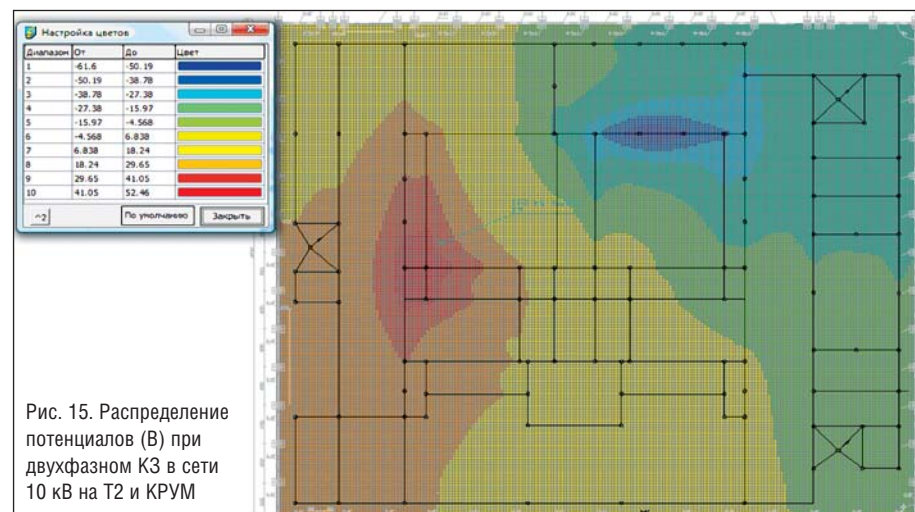 Настройка цветов
Диапазон От До Цвет
1 -61.6 -50.19
2 -50.19 -38.78
3 -38.78 -27.38
4 -27.38 -15.97
5 -15.97 -4.568
6 -4.568 6.838
7 6.838 18.24
8 18.24 29.65
9 29.65 41.05
10 41.05 52.46
^2 По умолчанию Закрыть
Рис. 15. Распределение
потенциалов (В) при
двухфазном КЗ в сети
10 кВ на Т2 и КРУМ